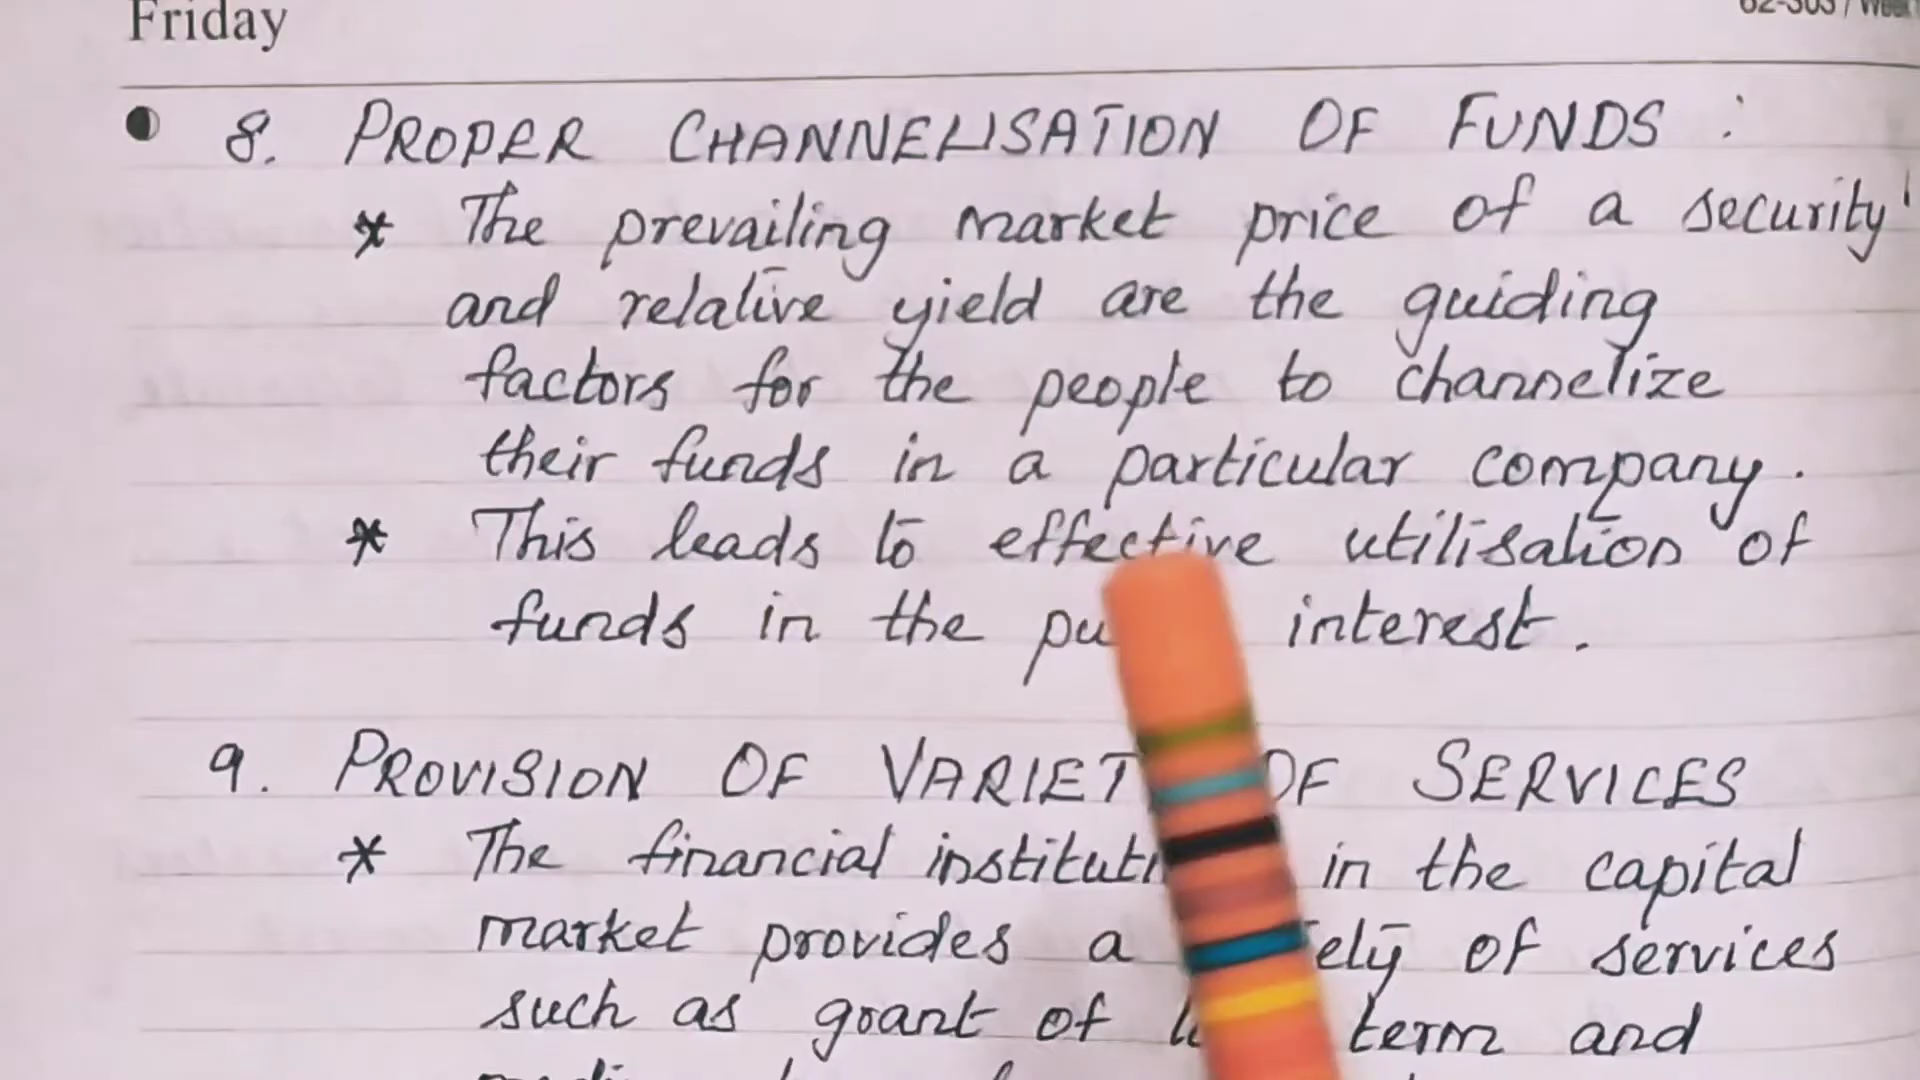 Friday
8. PROPER CHANNELISATION OF FUNDS :
* The prevailing market price of a security
and relative yield are the guiding
factors for the people to channelize
their funds in a particular company.
* This leads to effective utilisation of
funds in the interest.
9. PROVISION OF OF SERVICES
* The financial in the capital
market provides a of services
such as grant of term and